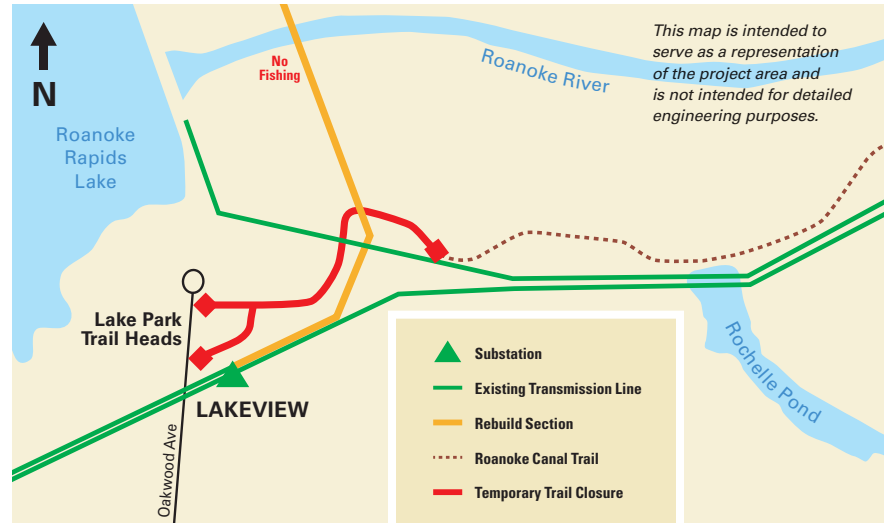 N
Roanoke
Rapids
Lake
No
Fishing
Roanoke River
This map is intended to
serve as a representation
of the project area and
is not intended for detailed
engineering purposes.
Lake Park
Trail Heads
LAKEVIEW
Oakwood Ave
Rochelle Pond
Substation
Existing Transmission Line
Rebuild Section
Roanoke Canal Trail
Temporary Trail Closure